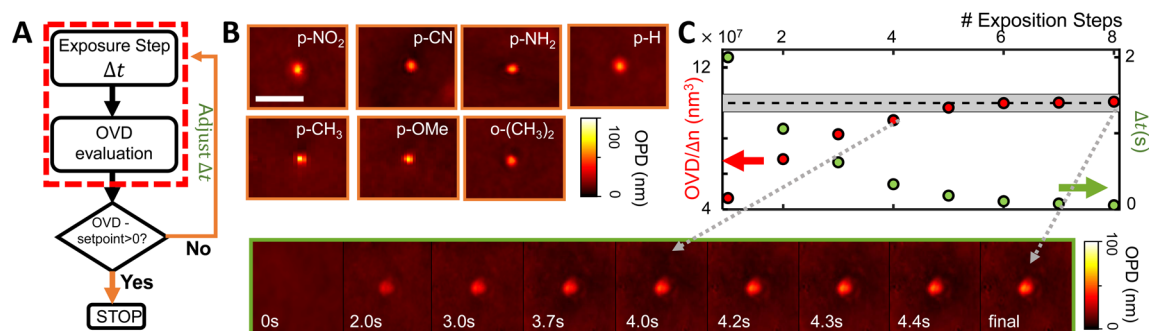 A
Exposure Step
Δt
OVD
evaluation
Adjust Δt
OVD -
setpoint>0?
No
Yes
STOP
B
p-NO₂
p-CN
p-NH₂
p-H
p-CH₃
p-OMe
o-(CH₃)₂
100
0
OPD
(nm)
C
# Exposition Steps
× 10⁷
2
4
6
8
12
4
OVD/Δn (nm³)
2
0
Δt(s)
0s
2.0s
3.0s
3.7s
4.0s
4.2s
4.3s
4.4s
final
100
0
OPD (nm)